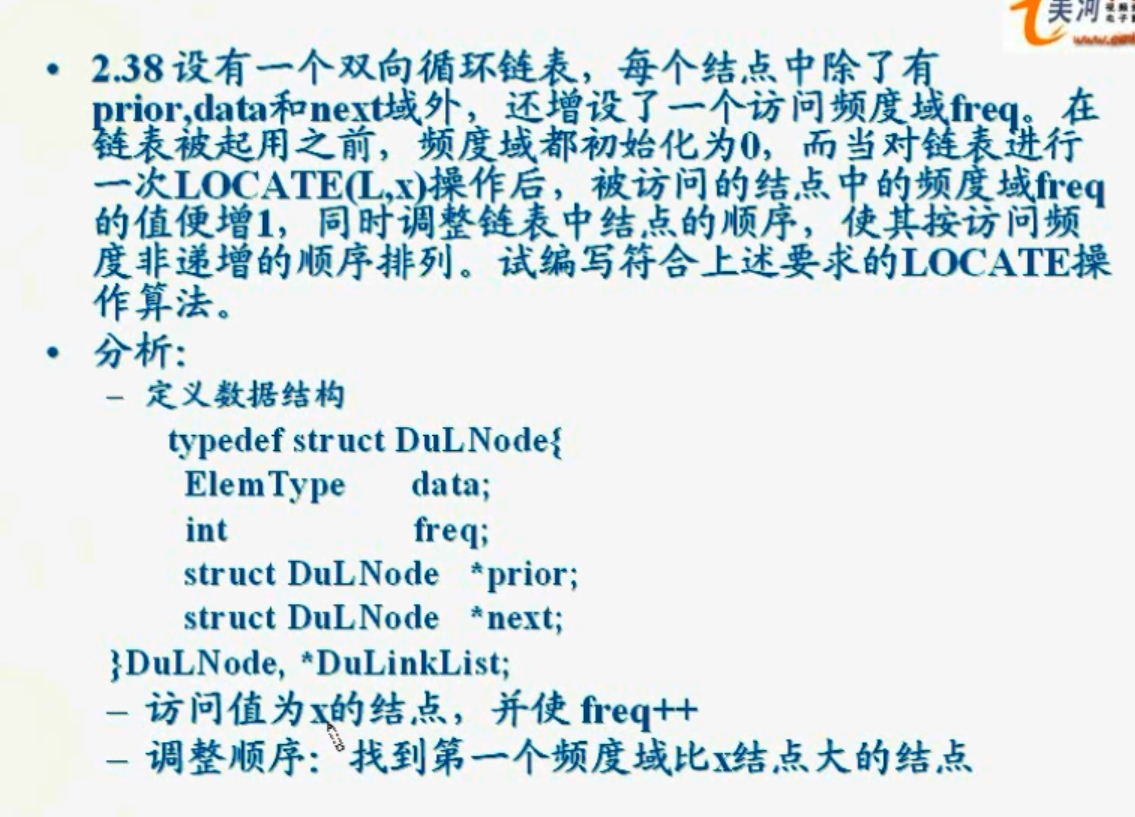 美河
• 2.38 设有一个双向循环链表，每个结点中除了有
prior,data和next域外，还增设了一个访问频度域freq。在
链表被起用之前，频度域都初始化为0，而当对链表进行
一次LOCATE(L,x)操作后，被访问的结点中的频度域freq
的值便增1，同时调整链表中结点的顺序，使其按访问频
度非递增的顺序排列。试编写符合上述要求的LOCATE操
作算法。
• 分析:
– 定义数据结构
typedef struct DuLNode{
ElemType data;
int freq;
struct DuLNode *prior;
struct DuLNode *next;
}DuLNode, *DuLinkList;
– 访问值为x的结点，并使 freq++
– 调整顺序: 找到第一个频度域比x结点大的结点